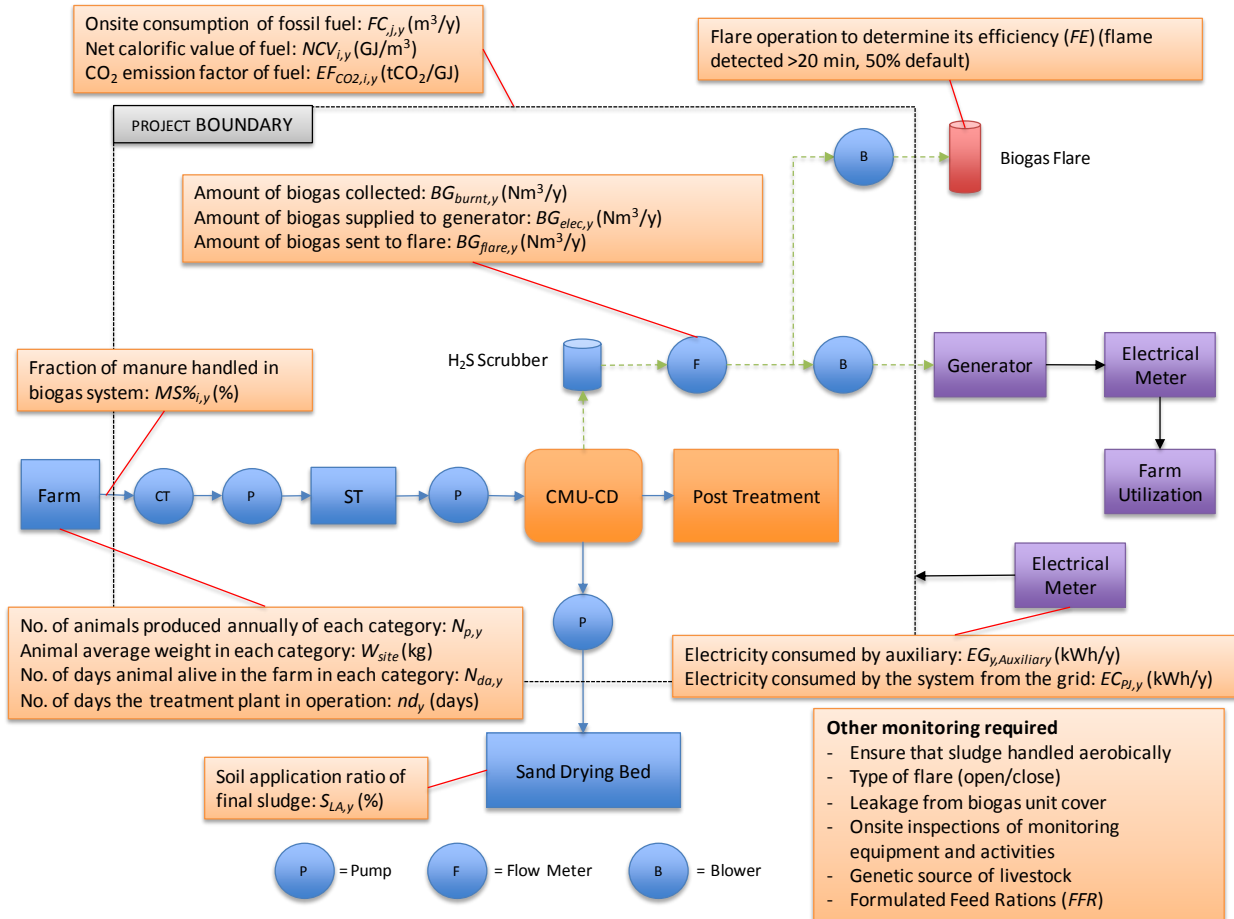 Onsite consumption of fossil fuel: FC,j,y (m³/y)
Net calorific value of fuel: NCVi,y (GJ/m³)
CO2 emission factor of fuel: EFCO2,i,y (tCO2/GJ)
Flare operation to determine its efficiency (FE) (flame
detected >20 min, 50% default)
PROJECT BOUNDARY
B
Biogas Flare
Amount of biogas collected: BGburnt,y (Nm³/y)
Amount of biogas supplied to generator: BGelec,y (Nm³/y)
Amount of biogas sent to flare: BGflare,y (Nm³/y)
H2S Scrubber
F
B
Generator
Electrical
Meter
Fraction of manure handled in
biogas system: MS%i,y (%)
Farm
CT
P
ST
P
CMU-CD
Post Treatment
Farm
Utilization
Electrical
Meter
P
No. of animals produced annually of each category: Np,y
Animal average weight in each category: Wsite (kg)
No. of days animal alive in the farm in each category: Nda,y
No. of days the treatment plant in operation: ndy (days)
Electricity consumed by auxiliary: EGy,Auxiliary (kWh/y)
Electricity consumed by the system from the grid: ECPJ,y (kWh/y)
Soil application ratio of
final sludge: SLA,y (%)
Sand Drying Bed
Other monitoring required
- Ensure that sludge handled aerobically
- Type of flare (open/close)
- Leakage from biogas unit cover
- Onsite inspections of monitoring
equipment and activities
- Genetic source of livestock
- Formulated Feed Rations (FFR)
P = Pump
F = Flow Meter
B = Blower